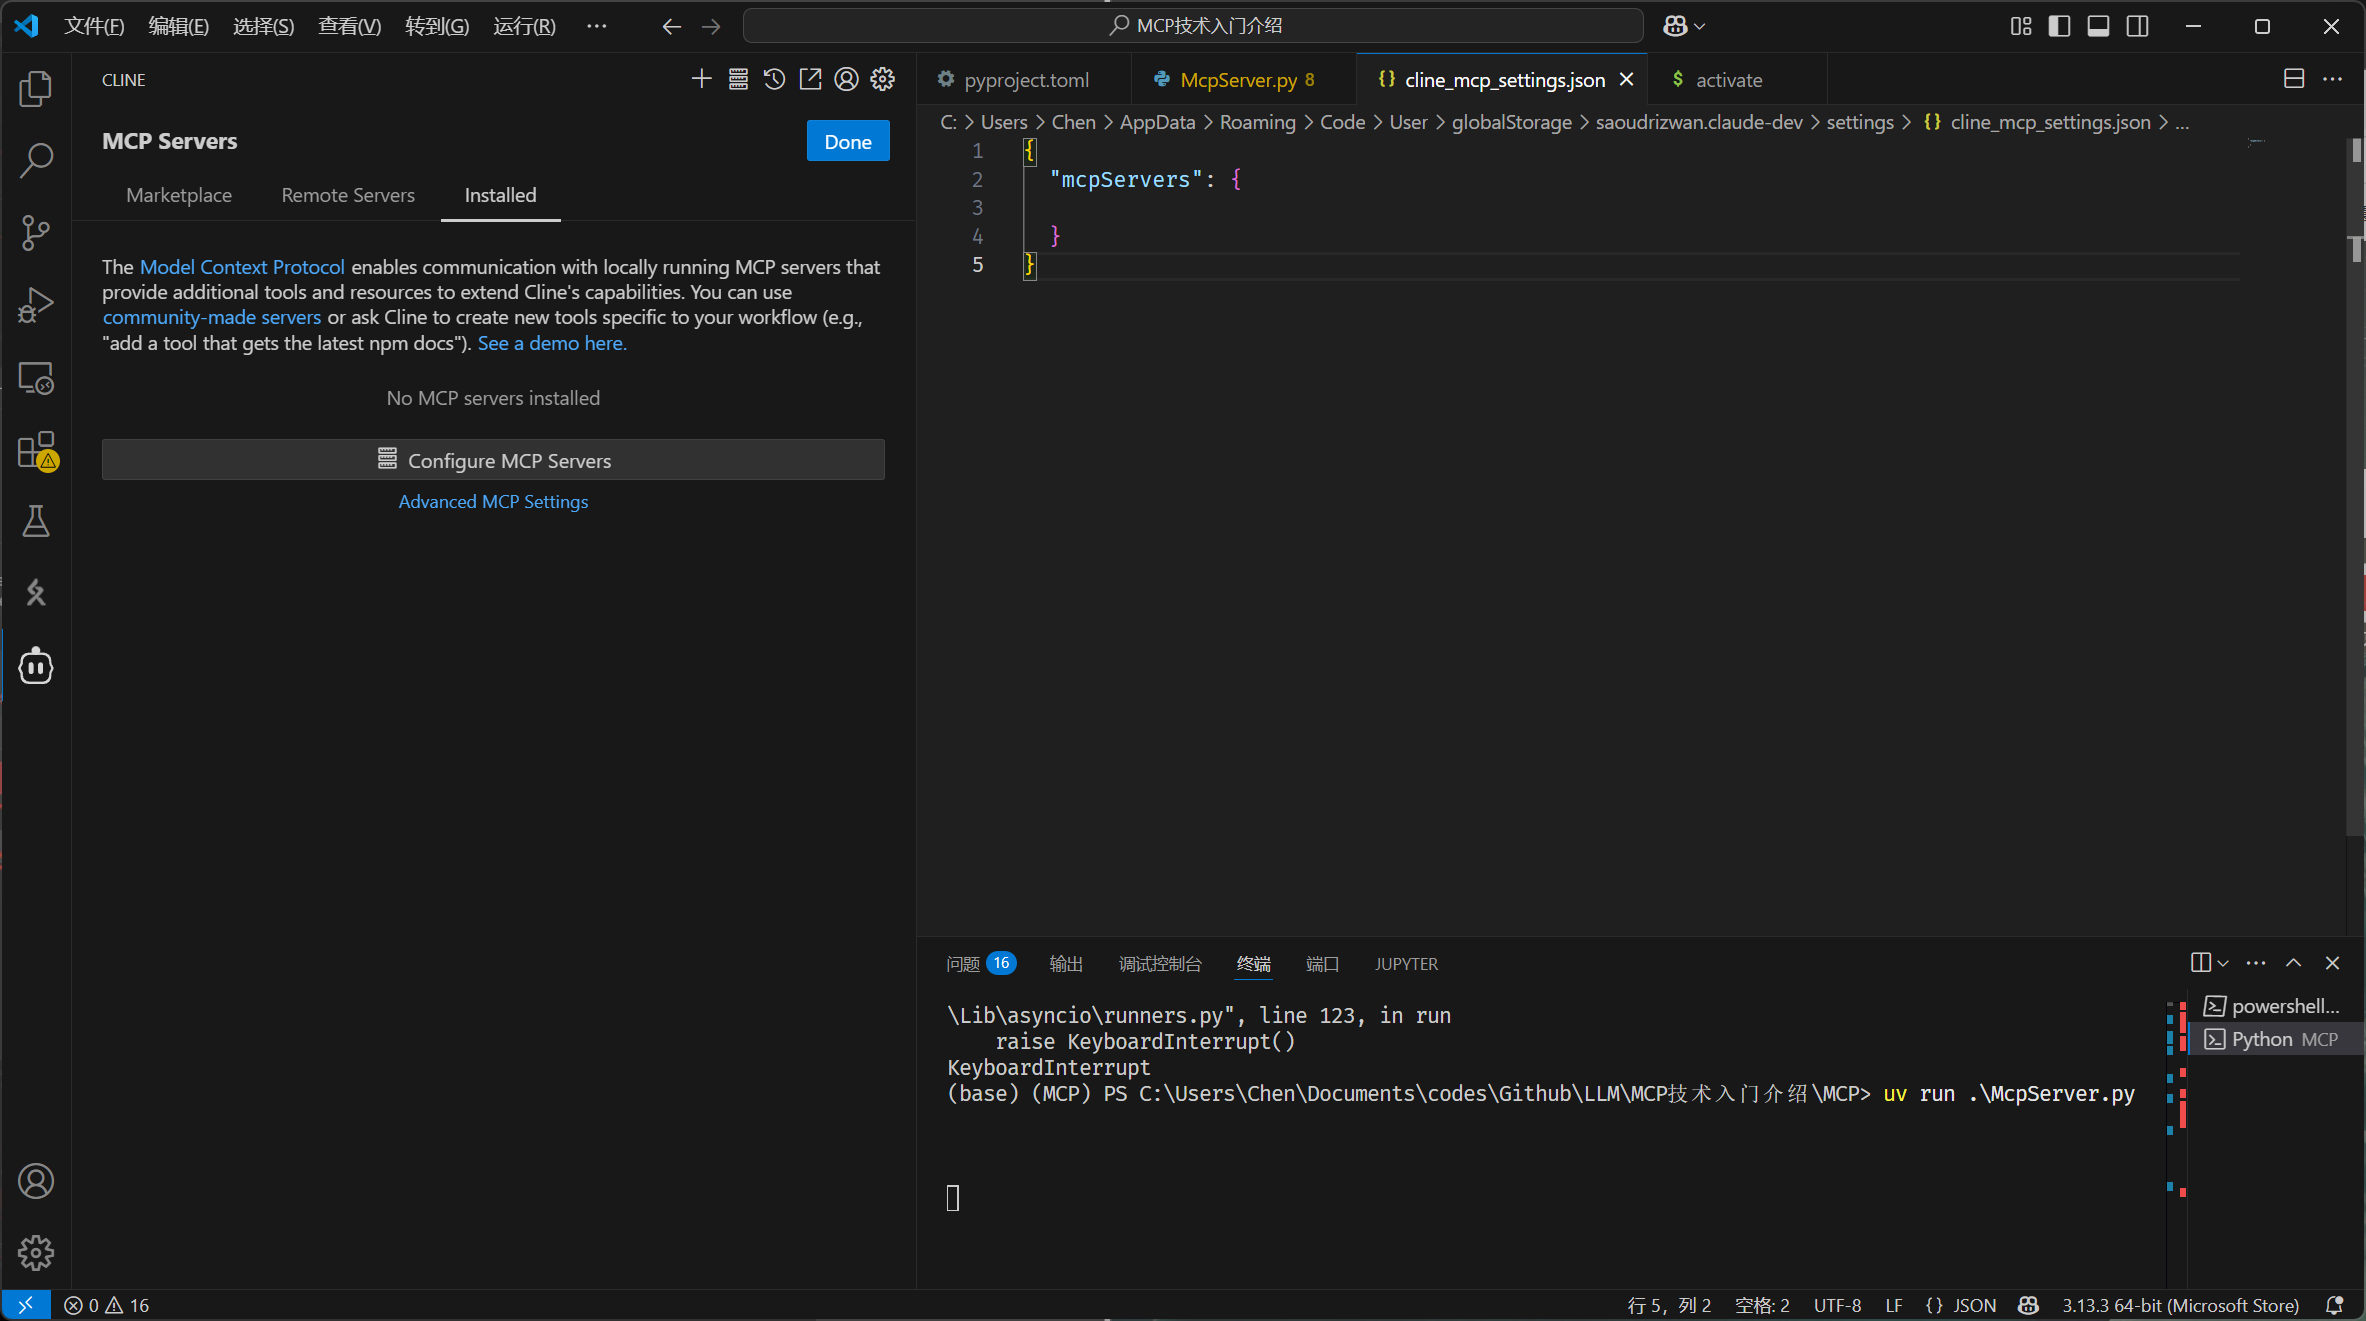 文件(F) 编辑(E) 选择(S) 查看(V) 转到(G) 运行(R) ··· MCP技术入门介绍
CLINE
MCP Servers
Done
Marketplace Remote Servers Installed
The Model Context Protocol enables communication with locally running MCP servers that
provide additional tools and resources to extend Cline's capabilities. You can use
community-made servers or ask Cline to create new tools specific to your workflow (e.g.,
"add a tool that gets the latest npm docs"). See a demo here.
No MCP servers installed
Configure MCP Servers
Advanced MCP Settings
pyproject.toml McpServer.py 8 {} cline_mcp_settings.json $ activate
C: > Users > Chen > AppData > Roaming > Code > User > globalStorage > saoudrizwan.claude-dev > settings > {} cline_mcp_settings.json > ...
1 {
2 "mcpServers": {
3
4 }
5 }
问题 16 输出 调试控制台 终端 端口 JUPYTER
\Lib\asyncio\runners.py", line 123, in run
raise KeyboardInterrupt()
KeyboardInterrupt
(base) (MCP) PS C:\Users\Chen\Documents\codes\Github\LLM\MCP技术入门介绍\MCP> uv run .\McpServer.py
powershell...
Python MCP
0 16 行 5，列 2 空格: 2 UTF-8 LF {} JSON 3.13.3 64-bit (Microsoft Store)